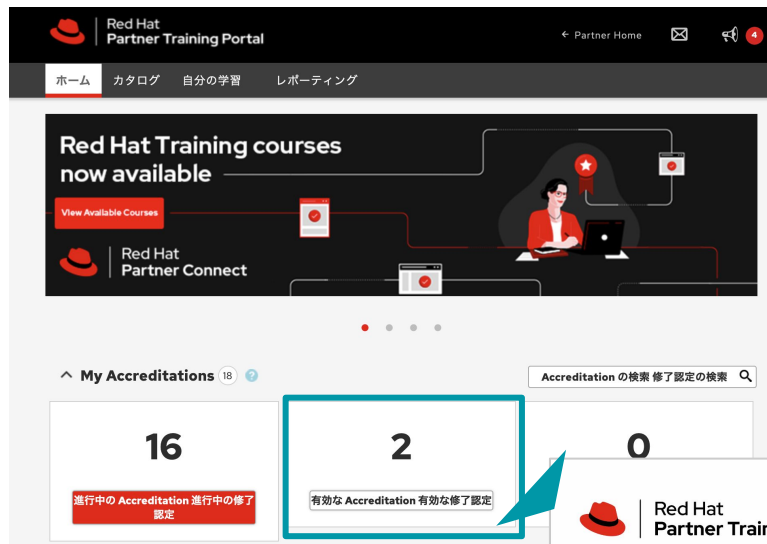 Red Hat
Partner Training Portal
← Partner Home
4
ホーム
カタログ
自分の学習
レポーティング
Red Hat Training courses
now available
View Available Courses
Red Hat
Partner Connect
My Accreditations 18 ?
Accreditation の検索 修了認定の検索
16
2
0
進行中の Accreditation 進行中の修了
認定
有効な Accreditation 有効な修了認定
Red Hat
Partner Trai